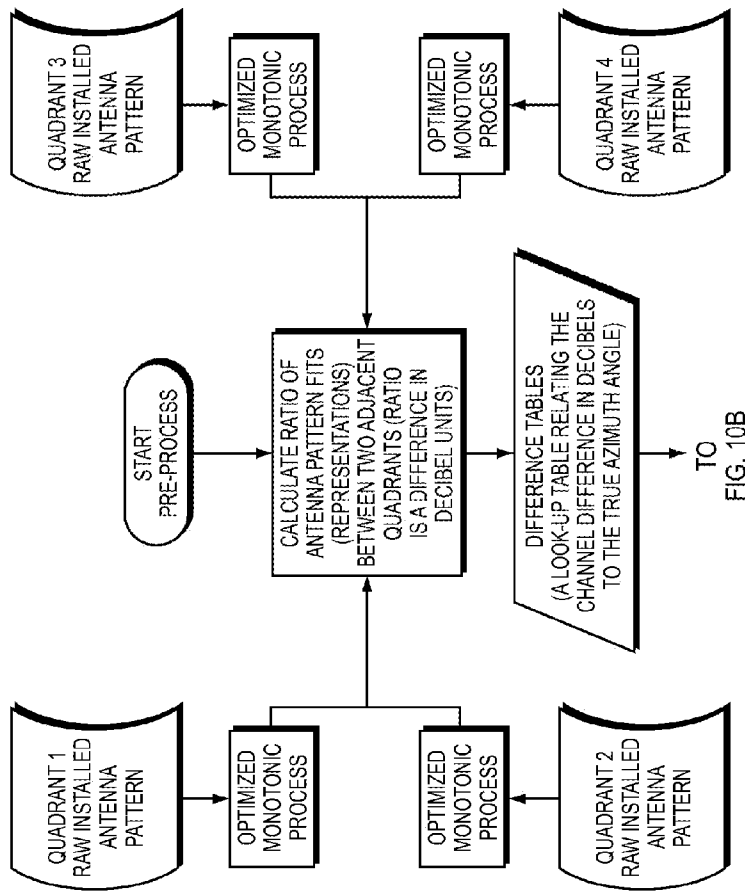 QUADRANT 1
RAW INSTALLED
ANTENNA
PATTERN
OPTIMIZED
MONOTONIC
PROCESS
OPTIMIZED
MONOTONIC
PROCESS
QUADRANT 2
RAW INSTALLED
ANTENNA
PATTERN
START
PRE-PROCESS
CALCULATE RATIO OF
ANTENNA PATTERN FITS
(REPRESENTATIONS)
BETWEEN TWO ADJACENT
QUADRANTS (RATIO
IS A DIFFERENCE IN
DECIBEL UNITS)
DIFFERENCE TABLES
(A LOOK-UP TABLE RELATING THE
CHANNEL DIFFERENCE IN DECIBELS
TO THE TRUE AZIMUTH ANGLE)
TO
FIG. 10B
QUADRANT 3
RAW INSTALLED
ANTENNA
PATTERN
OPTIMIZED
MONOTONIC
PROCESS
OPTIMIZED
MONOTONIC
PROCESS
QUADRANT 4
RAW INSTALLED
ANTENNA
PATTERN